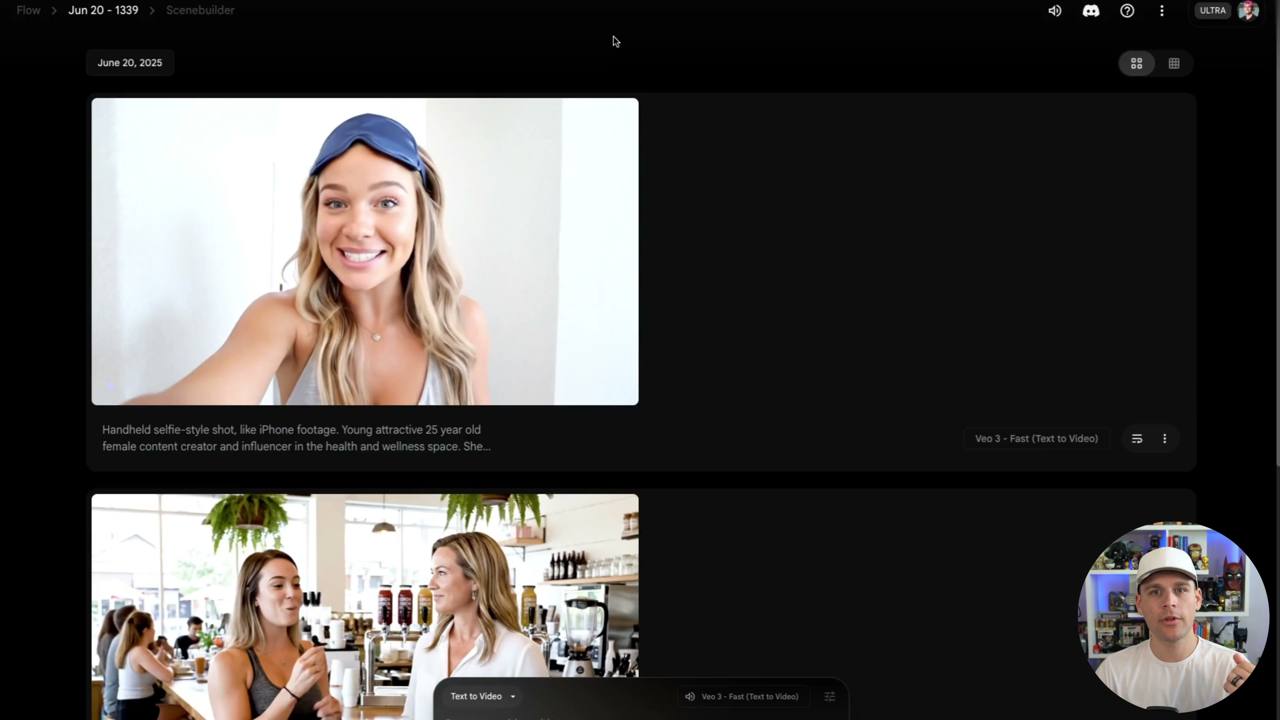 Flow > Jun 20 - 1339 > Scenebuilder
ULTRA
June 20, 2025
Handheld selfie-style shot, like iPhone footage. Young attractive 25 year old
female content creator and influencer in the health and wellness space. She...
Veo 3 - Fast (Text to Video)
Text to Video
Veo 3 - Fast (Text to Video)